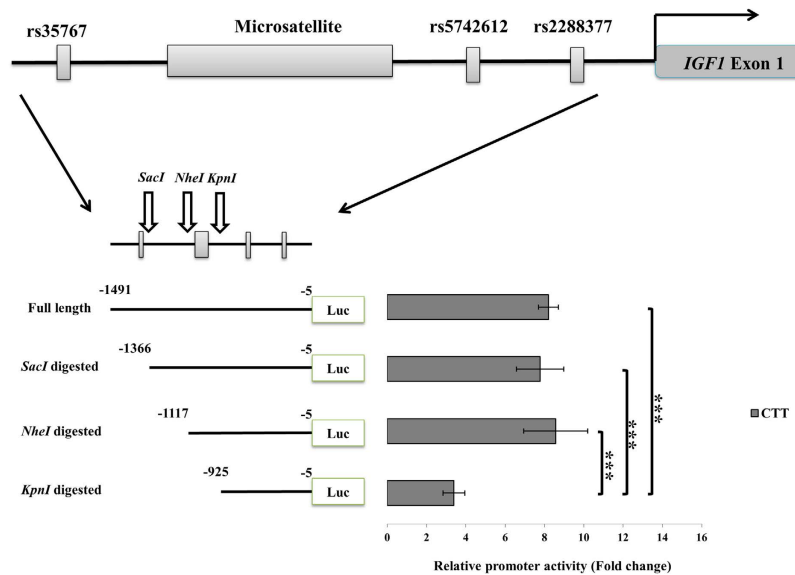 rs35767
Microsatellite
rs5742612
rs2288377
IGF1 Exon 1
SacI
NheI
KpnI
Full length
-1491
-5
Luc
SacI digested
-1366
-5
Luc
NheI digested
-1117
-5
Luc
KpnI digested
-925
-5
Luc
***
***
***
CTT
0 2 4 6 8 10 12 14 16
Relative promoter activity (Fold change)